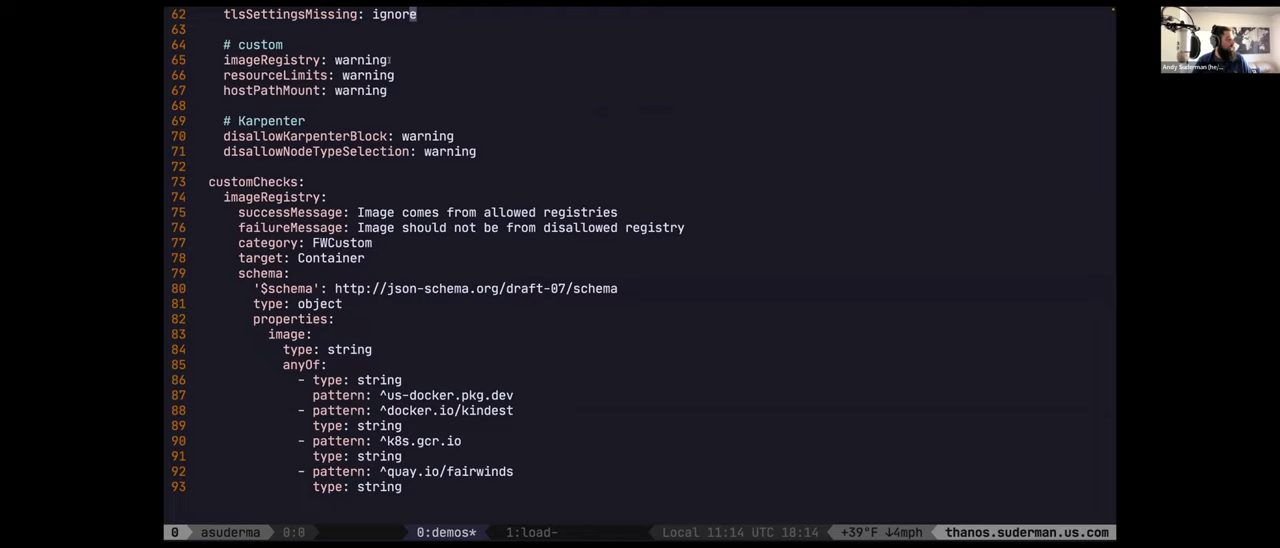 62 tlsSettingsMissing: ignore
63
64 # custom
65 imageRegistry: warning
66 resourceLimits: warning
67 hostPathMount: warning
68
69 # Karpenter
70 disallowKarpenterBlock: warning
71 disallowNodeTypeSelection: warning
72
73 customChecks:
74 imageRegistry:
75 successMessage: Image comes from allowed registries
76 failureMessage: Image should not be from disallowed registry
77 category: FWCustom
78 target: Container
79 schema:
80 '$schema': http://json-schema.org/draft-07/schema
81 type: object
82 properties:
83 image:
84 type: string
85 anyOf:
86 - type: string
87 pattern: ^us-docker.pkg.dev
88 - pattern: ^docker.io/kindest
89 type: string
90 - pattern: ^k8s.gcr.io
91 type: string
92 - pattern: ^quay.io/fairwinds
93 type: string
0 asuderma 0:0 0:demos* 1:load- Local 11:14 UTC 18:14 +39°F ↓4mph thanos.suderman.us.com
Andy Suderman (he/...